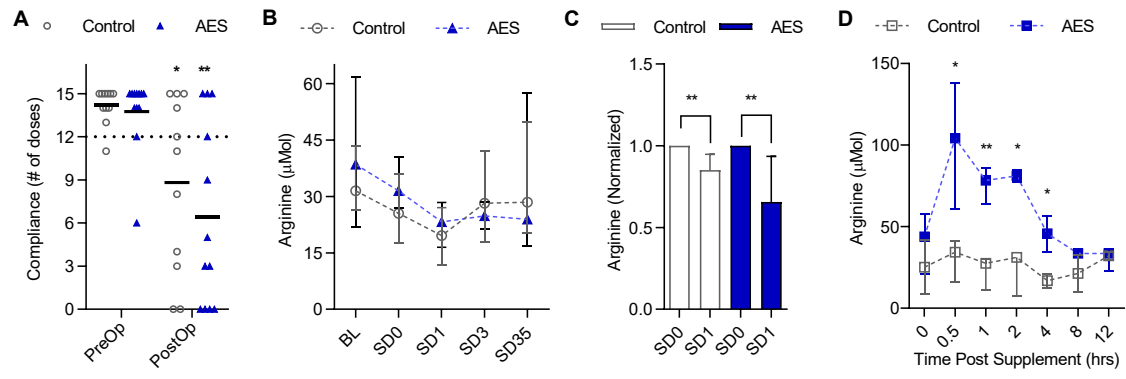 A
Control
AES
Compliance (# of doses)
15
12
9
6
3
0
* **
PreOp
PostOp
B
Control
AES
Arginine (µMol)
60
45
30
15
0
BL
SD0
SD1
SD3
SD35
C
Control
AES
Arginine (Normalized)
1.5
1.0
0.5
0.0
**
**
SD0
SD1
SD0
SD1
D
Control
AES
Arginine (µMol)
150
100
50
0
*
**
*
*
0
0.5
1
2
4
8
12
Time Post Supplement (hrs)